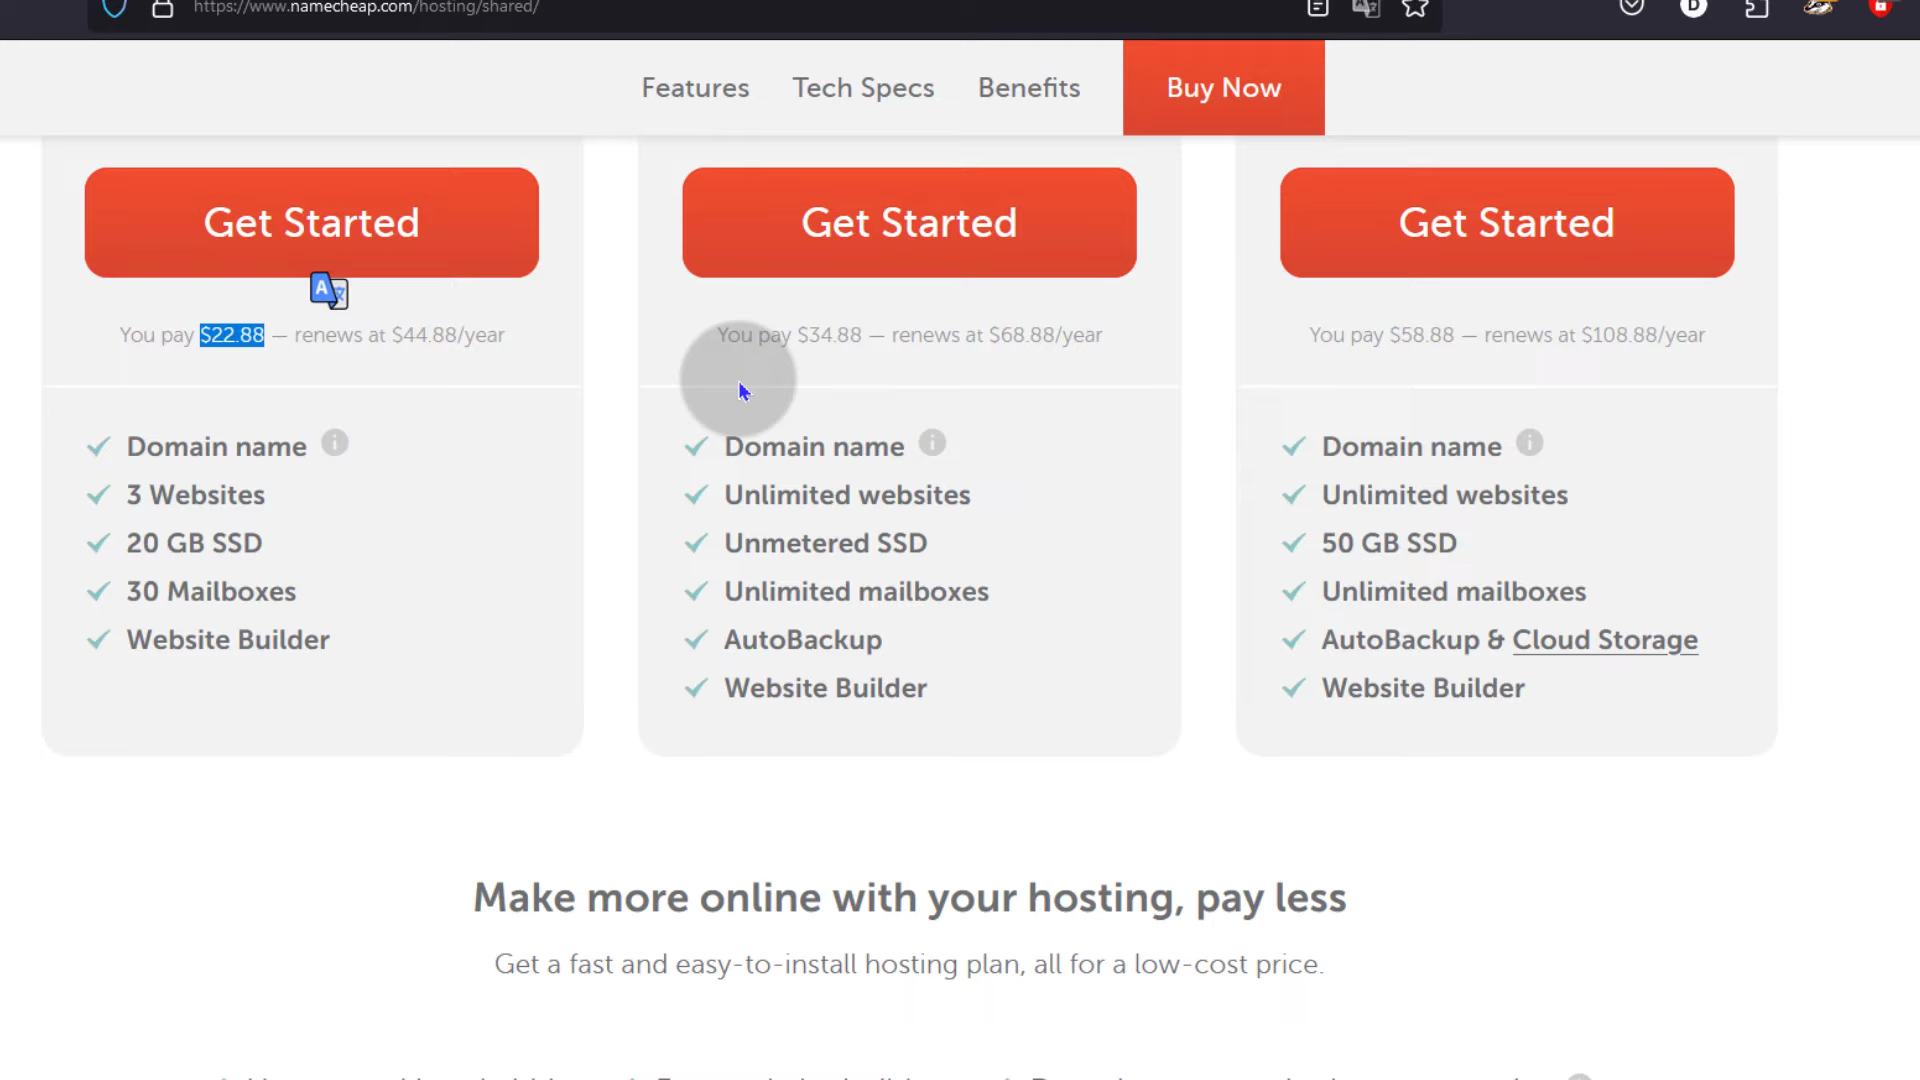 https://www.namecheap.com/hosting/shared/
D
Features
Tech Specs
Benefits
Buy Now
Get Started
You pay $22.88 — renews at $44.88/year
Domain name
3 Websites
20 GB SSD
30 Mailboxes
Website Builder
Get Started
You pay $34.88 — renews at $68.88/year
Domain name
Unlimited websites
Unmetered SSD
Unlimited mailboxes
AutoBackup
Website Builder
Get Started
You pay $58.88 — renews at $108.88/year
Domain name
Unlimited websites
50 GB SSD
Unlimited mailboxes
AutoBackup & Cloud Storage
Website Builder
Make more online with your hosting, pay less
Get a fast and easy-to-install hosting plan, all for a low-cost price.